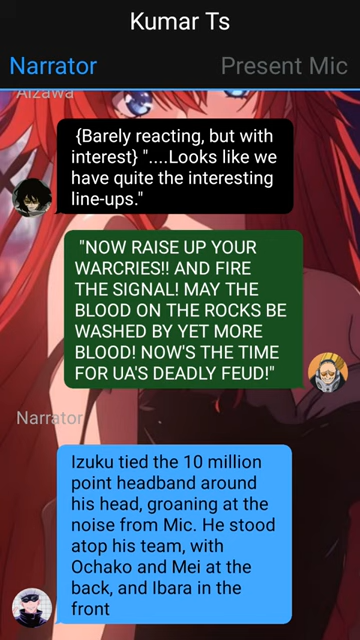 Kumar Ts
Narrator
Present Mic
Aizawa
{Barely reacting, but with
interest} "....Looks like we
have quite the interesting
line-ups."
"NOW RAISE UP YOUR
WARCRIES!! AND FIRE
THE SIGNAL! MAY THE
BLOOD ON THE ROCKS BE
WASHED BY YET MORE
BLOOD! NOW'S THE TIME
FOR UA'S DEADLY FEUD!"
Narrator
Izuku tied the 10 million
point headband around
his head, groaning at the
noise from Mic. He stood
atop his team, with
Ochako and Mei at the
back, and Ibara in the
front